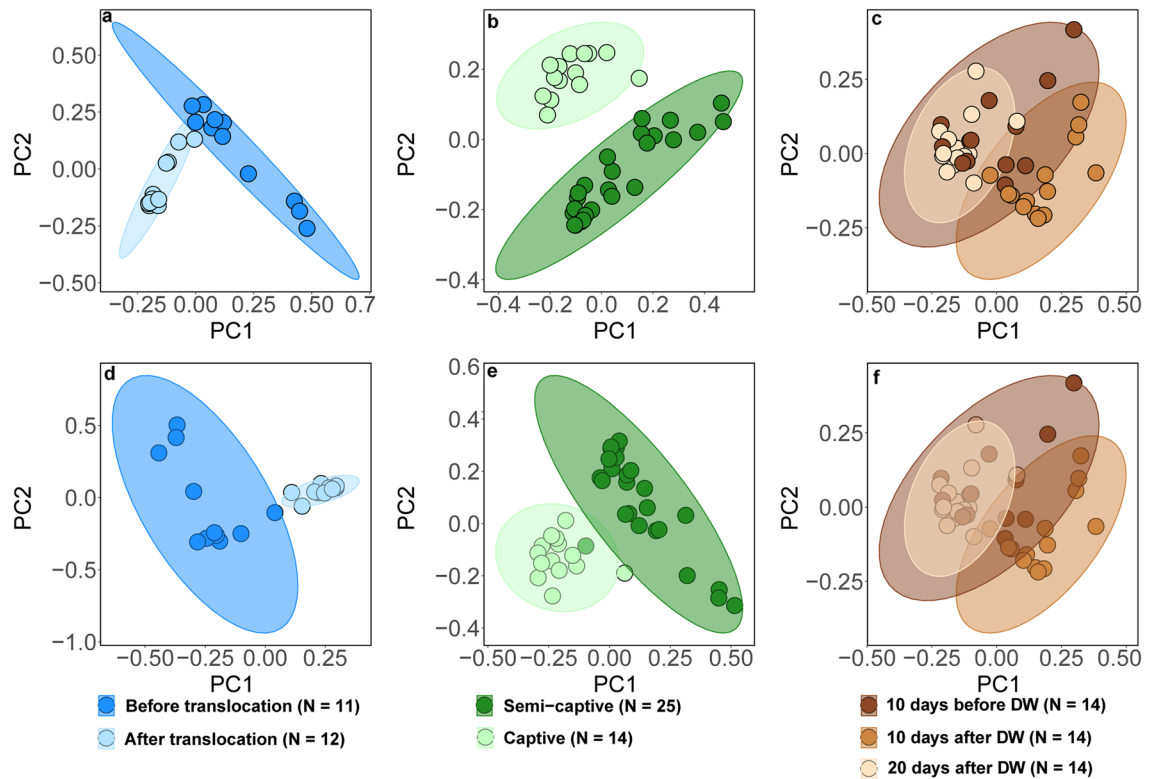 a
0.50
0.25
0.00
−0.25
−0.50
PC2
−0.25 0.00 0.25 0.50 0.7
PC1
b
0.2
0.0
−0.2
−0.4
PC2
−0.4 −0.2 0.0 0.2 0.4
PC1
c
0.25
0.00
−0.25
PC2
−0.50 −0.25 0.00 0.25 0.50
PC1
d
0.5
0.0
−0.5
−1.0
PC2
−0.50 −0.25 0.00 0.25
PC1
e
0.6
0.4
0.2
0.0
−0.2
−0.4
PC2
−0.50 −0.25 0.00 0.25 0.50
PC1
f
0.25
0.00
−0.25
PC2
−0.50 −0.25 0.00 0.25 0.50
PC1
Before translocation (N = 11)
After translocation (N = 12)
Semi−captive (N = 25)
Captive (N = 14)
10 days before DW (N = 14)
10 days after DW (N = 14)
20 days after DW (N = 14)